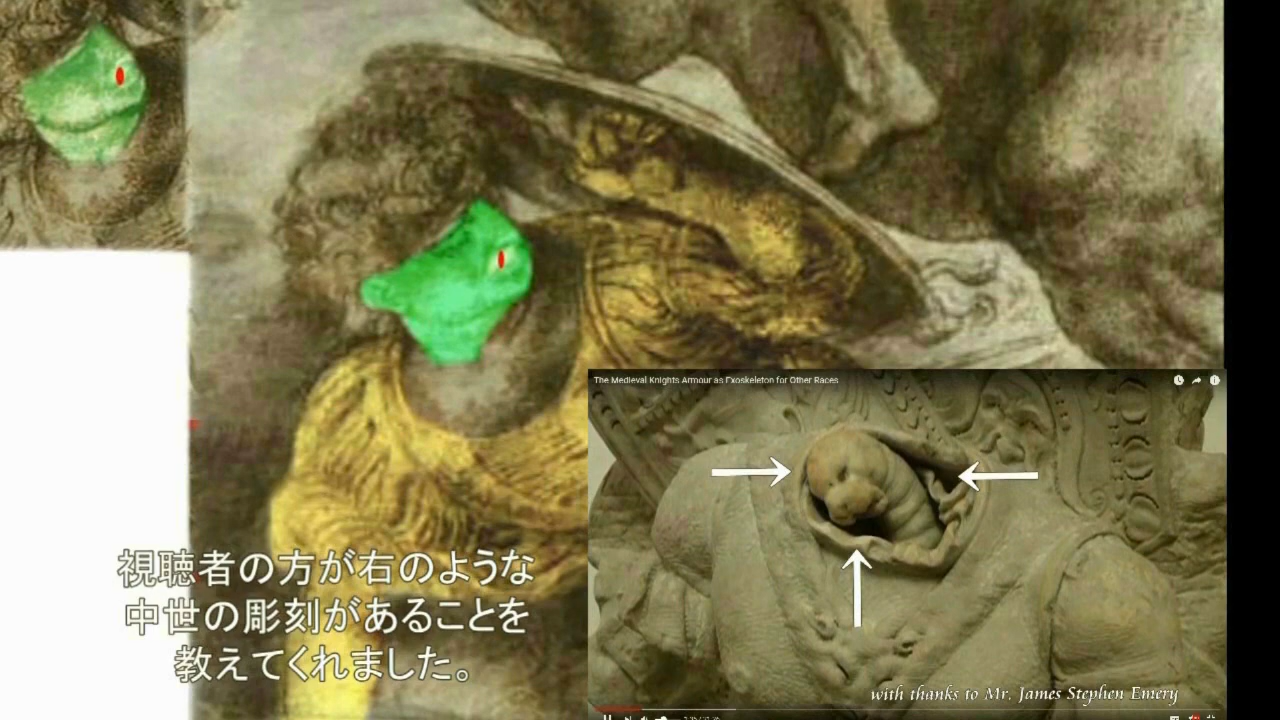 The Medieval Knights Armour as Exoskeleton for Other Races
視聴者の方が右のような
中世の彫刻があることを
教えてくれました。
with thanks to Mr. James Stephen Emery